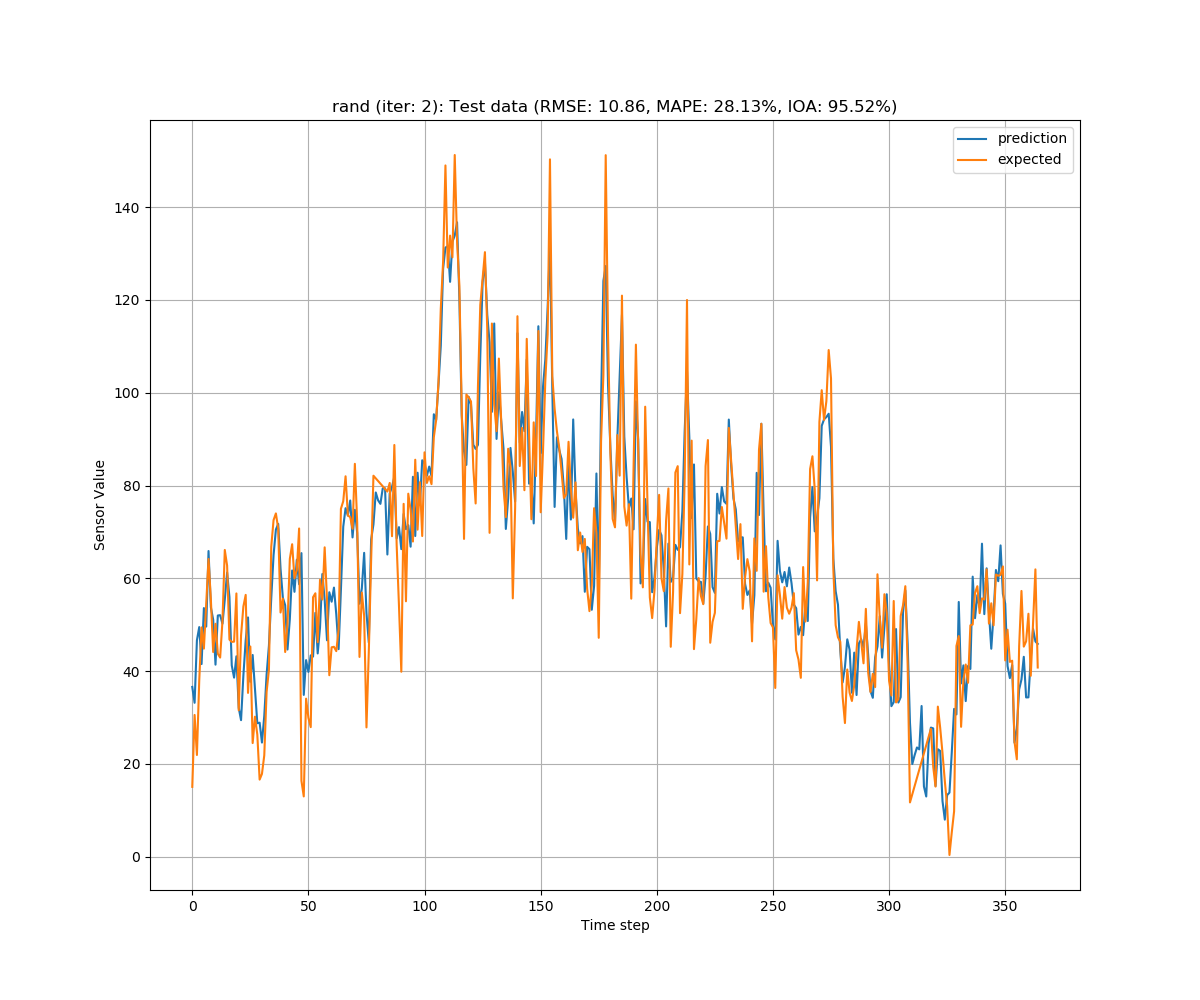 rand (iter: 2): Test data (RMSE: 10.86, MAPE: 28.13%, IOA: 95.52%)
prediction
expected
140
120
100
80
60
40
20
0
Sensor Value
0 50 100 150 200 250 300 350
Time step